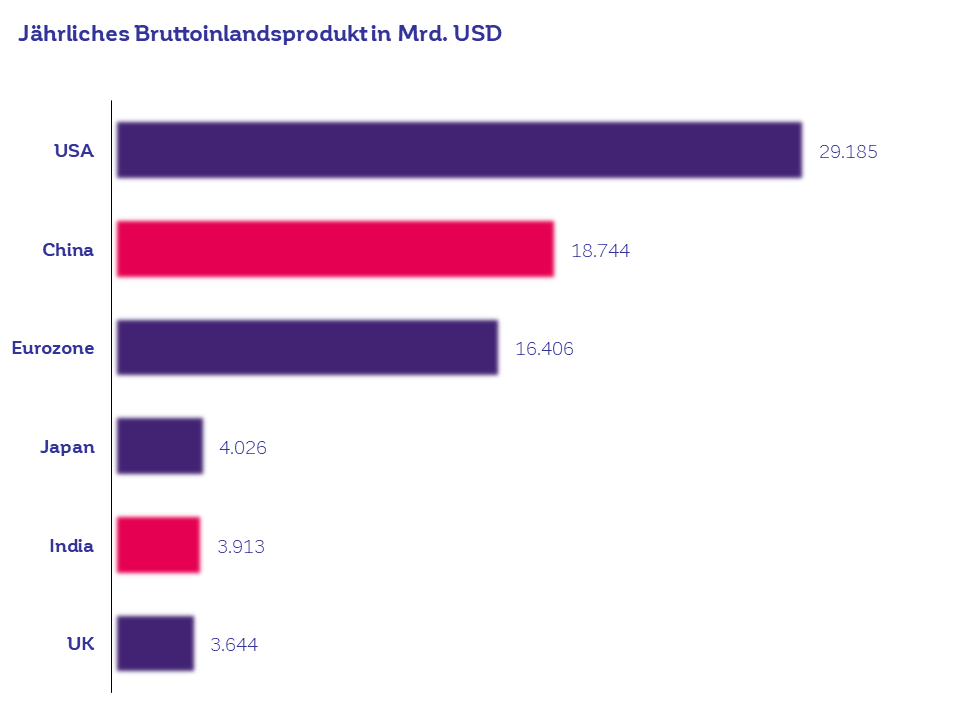 Jährliches Bruttoinlandsprodukt in Mrd. USD
USA 29.185
China 18.744
Eurozone 16.406
Japan 4.026
India 3.913
UK 3.644